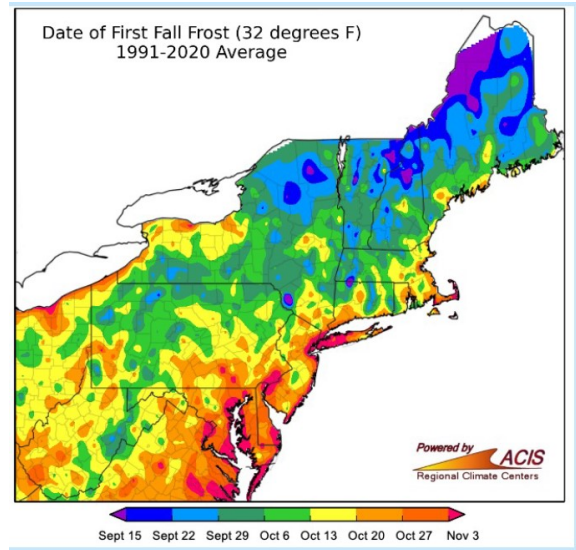 Date of First Fall Frost (32 degrees F)
1991-2020 Average
Powered by
ACIS
Regional Climate Centers
Sept 15 Sept 22 Sept 29 Oct 6 Oct 13 Oct 20 Oct 27 Nov 3